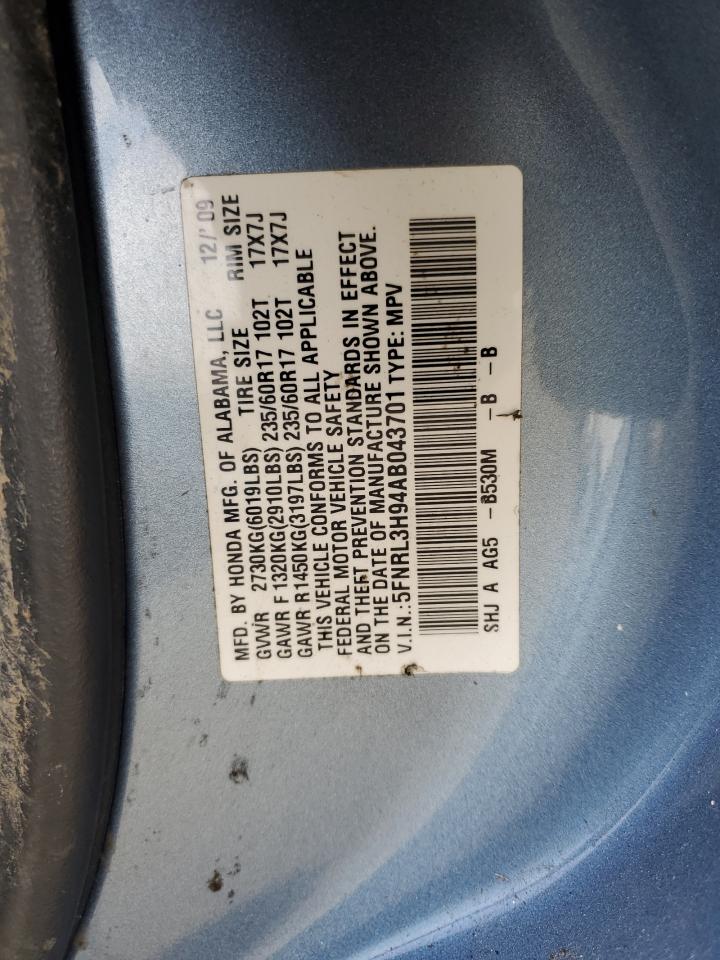 MFD. BY HONDA MFG. OF ALABAMA, LLC 12/'09
GVWR 2730KG(6019LBS) TIRE SIZE RIM SIZE
GAWR F 1320KG(2910LBS) 235/60R17 102T 17X7J
GAWR R1450KG(3197LBS) 235/60R17 102T 17X7J
THIS VEHICLE CONFORMS TO ALL APPLICABLE
FEDERAL MOTOR VEHICLE SAFETY
AND THEFT PREVENTION STANDARDS IN EFFECT
ON THE DATE OF MANUFACTURE SHOWN ABOVE.
V.I.N.:5FNRL3H94AB043701 TYPE: MPV
SHJ A AG5 -B530M -B -B